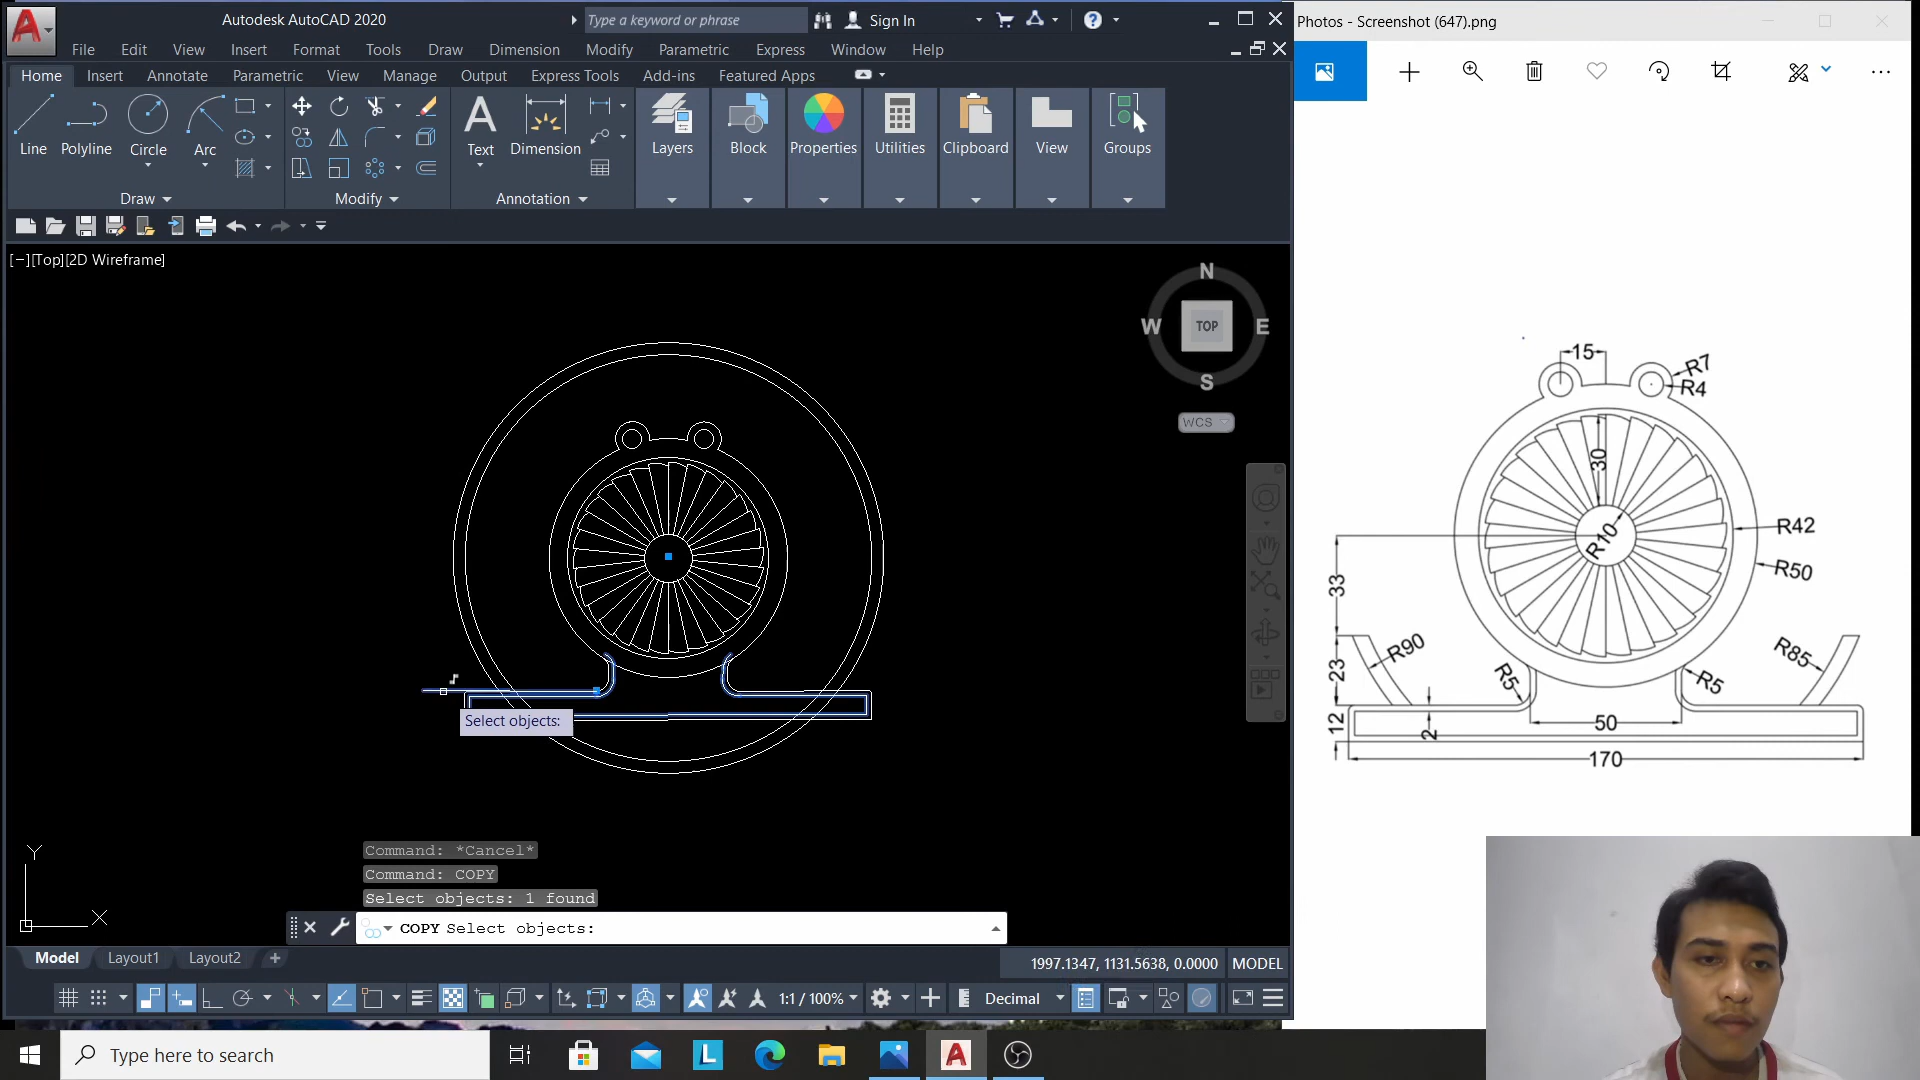 Autodesk AutoCAD 2020
Type a keyword or phrase
Sign In
Photos - Screenshot (647).png
File Edit View Insert Format Tools Draw Dimension Modify Parametric Express Window Help
Home Insert Annotate Parametric View Manage Output Express Tools Add-ins Featured Apps
Line Polyline Circle Arc
Text Dimension
Layers Block Properties Utilities Clipboard View Groups
Draw Modify Annotation
[−][Top][2D Wireframe]
N
W TOP E
S
WCS
15
R7
R4
30
R10
R42
R50
33
R90
R85
23
R5
R5
12
2
50
170
Select objects:
Command: *Cancel*
Command: COPY
Select objects: 1 found
COPY Select objects:
Y
X
Model Layout1 Layout2 +
1997.1347, 1131.5638, 0.0000 MODEL
1:1 / 100% Decimal
Type here to search